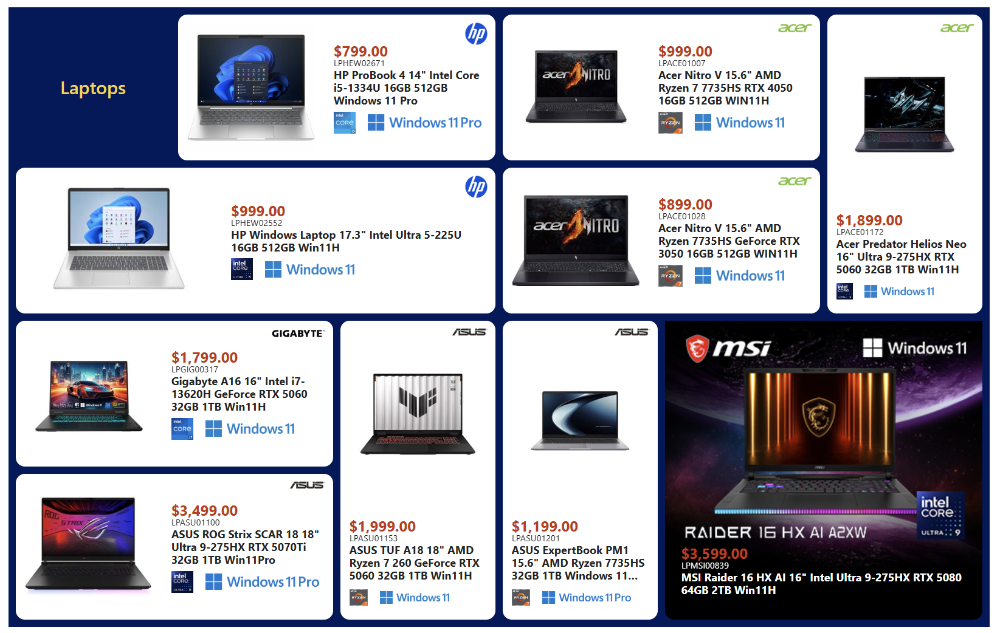 Laptops
hp
$799.00
LPHEW02671
HP ProBook 4 14" Intel Core
i5-1334U 16GB 512GB
Windows 11 Pro
intel
CORE
i5
Windows 11 Pro
acer
acer NITRO
$999.00
LPACE01007
Acer Nitro V 15.6" AMD
Ryzen 7 7735HS RTX 4050
16GB 512GB WIN11H
AMD
RYZEN
7
Windows 11
acer
$1,899.00
LPACE01172
Acer Predator Helios Neo
16" Ultra 9-275HX RTX
5060 32GB 1TB Win11H
intel
CORE
ULTRA 9
Windows 11
hp
$999.00
LPHEW02552
HP Windows Laptop 17.3" Intel Ultra 5-225U
16GB 512GB Win11H
intel
CORE
ULTRA 5
Windows 11
acer
acer NITRO
$899.00
LPACE01028
Acer Nitro V 15.6" AMD
Ryzen 7735HS GeForce RTX
3050 16GB 512GB WIN11H
AMD
RYZEN
7
Windows 11
GIGABYTE™
Windows 11
$1,799.00
LPGIG00317
Gigabyte A16 16" Intel i7-
13620H GeForce RTX 5060
32GB 1TB Win11H
intel
CORE
i7
Windows 11
ASUS
TUF
$1,999.00
LPASU01153
ASUS TUF A18 18" AMD
Ryzen 7 260 GeForce RTX
5060 32GB 1TB Win11H
RYZEN
7
Windows 11
ASUS
$1,199.00
LPASU01201
ASUS ExpertBook PM1
15.6" AMD Ryzen 7735HS
32GB 1TB Windows 11...
RYZEN
7
Windows 11 Pro
msi
Windows 11
msi
intel
CORE
ULTRA 9
RAIDER 16 HX AI A2XW
$3,599.00
LPMSI00839
MSI Raider 16 HX AI 16" Intel Ultra 9-275HX RTX 5080
64GB 2TB Win11H
ASUS
ROG
STRIX
$3,499.00
LPASU01100
ASUS ROG Strix SCAR 18 18"
Ultra 9-275HX RTX 5070Ti
32GB 1TB Win11Pro
intel
CORE
ULTRA 9
Windows 11 Pro